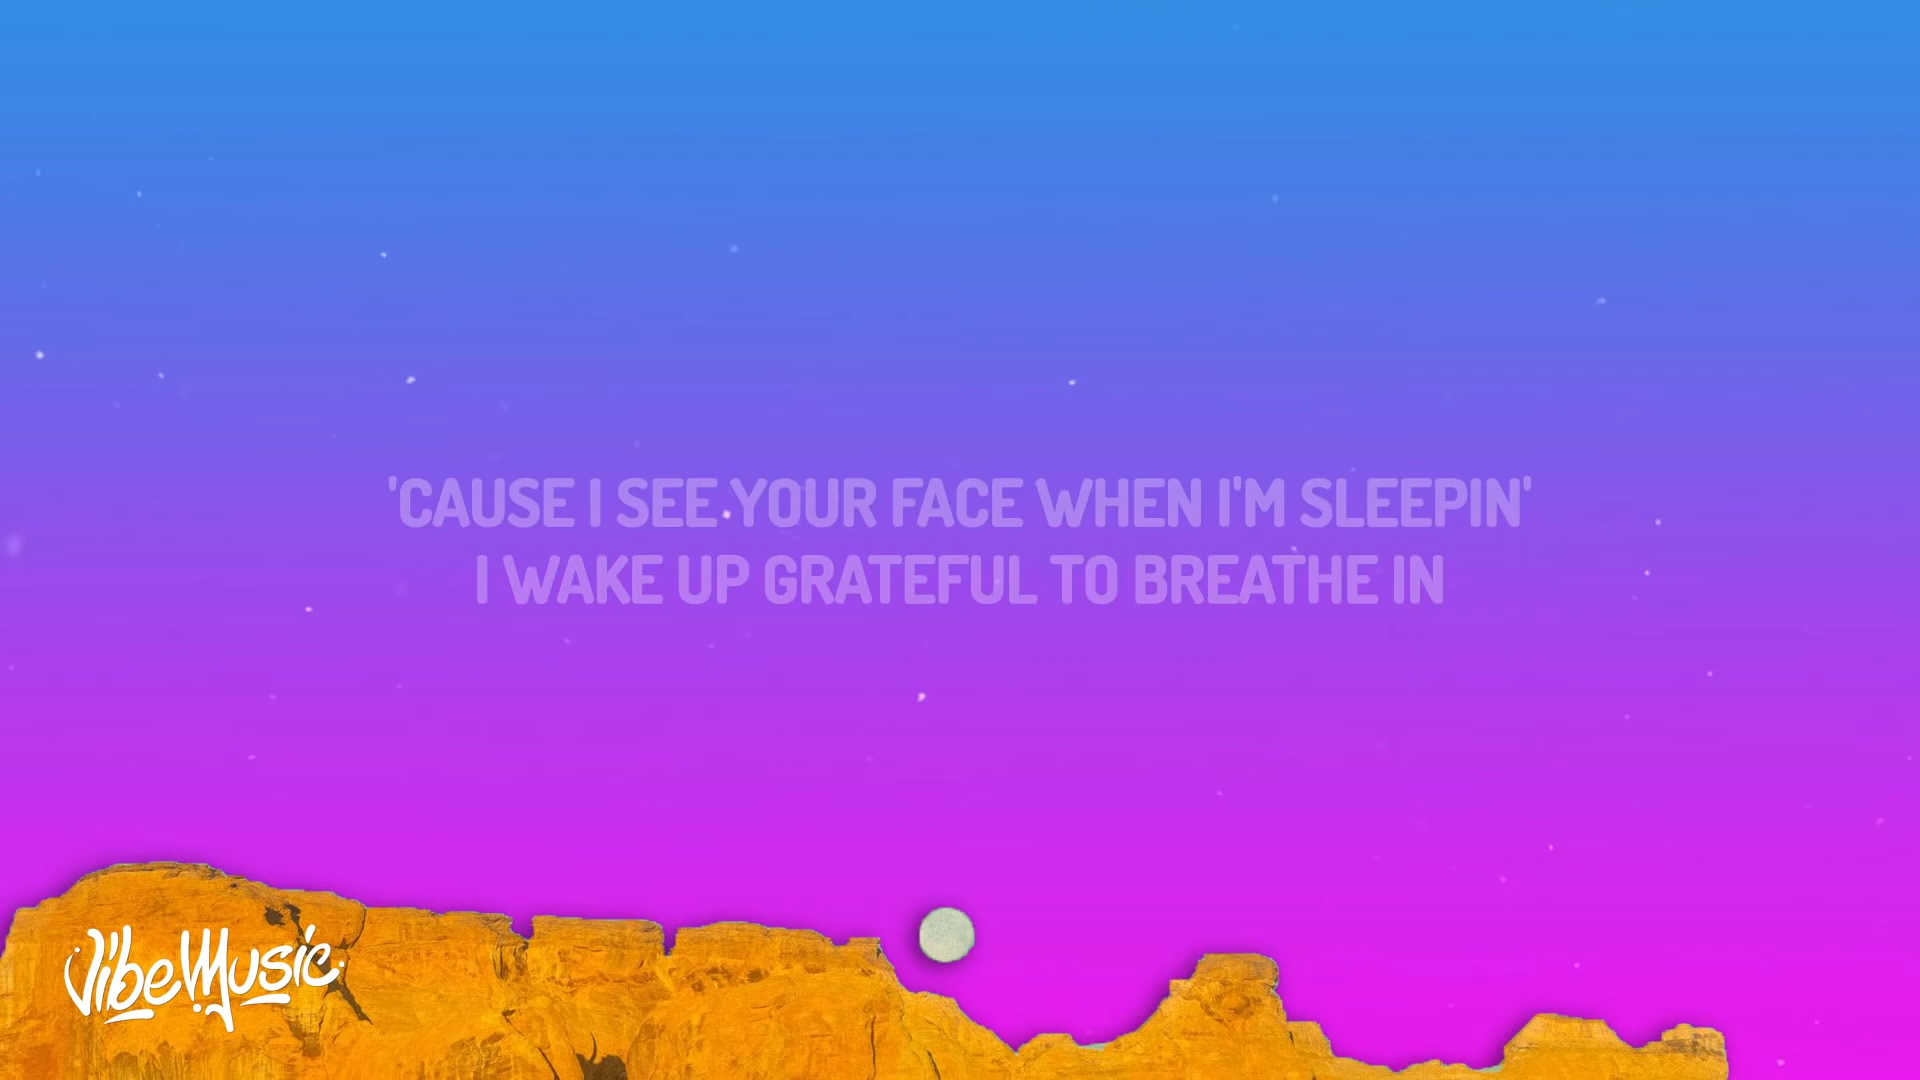 'CAUSE I SEE YOUR FACE WHEN I'M SLEEPIN'
I WAKE UP GRATEFUL TO BREATHE IN
VibeMusic